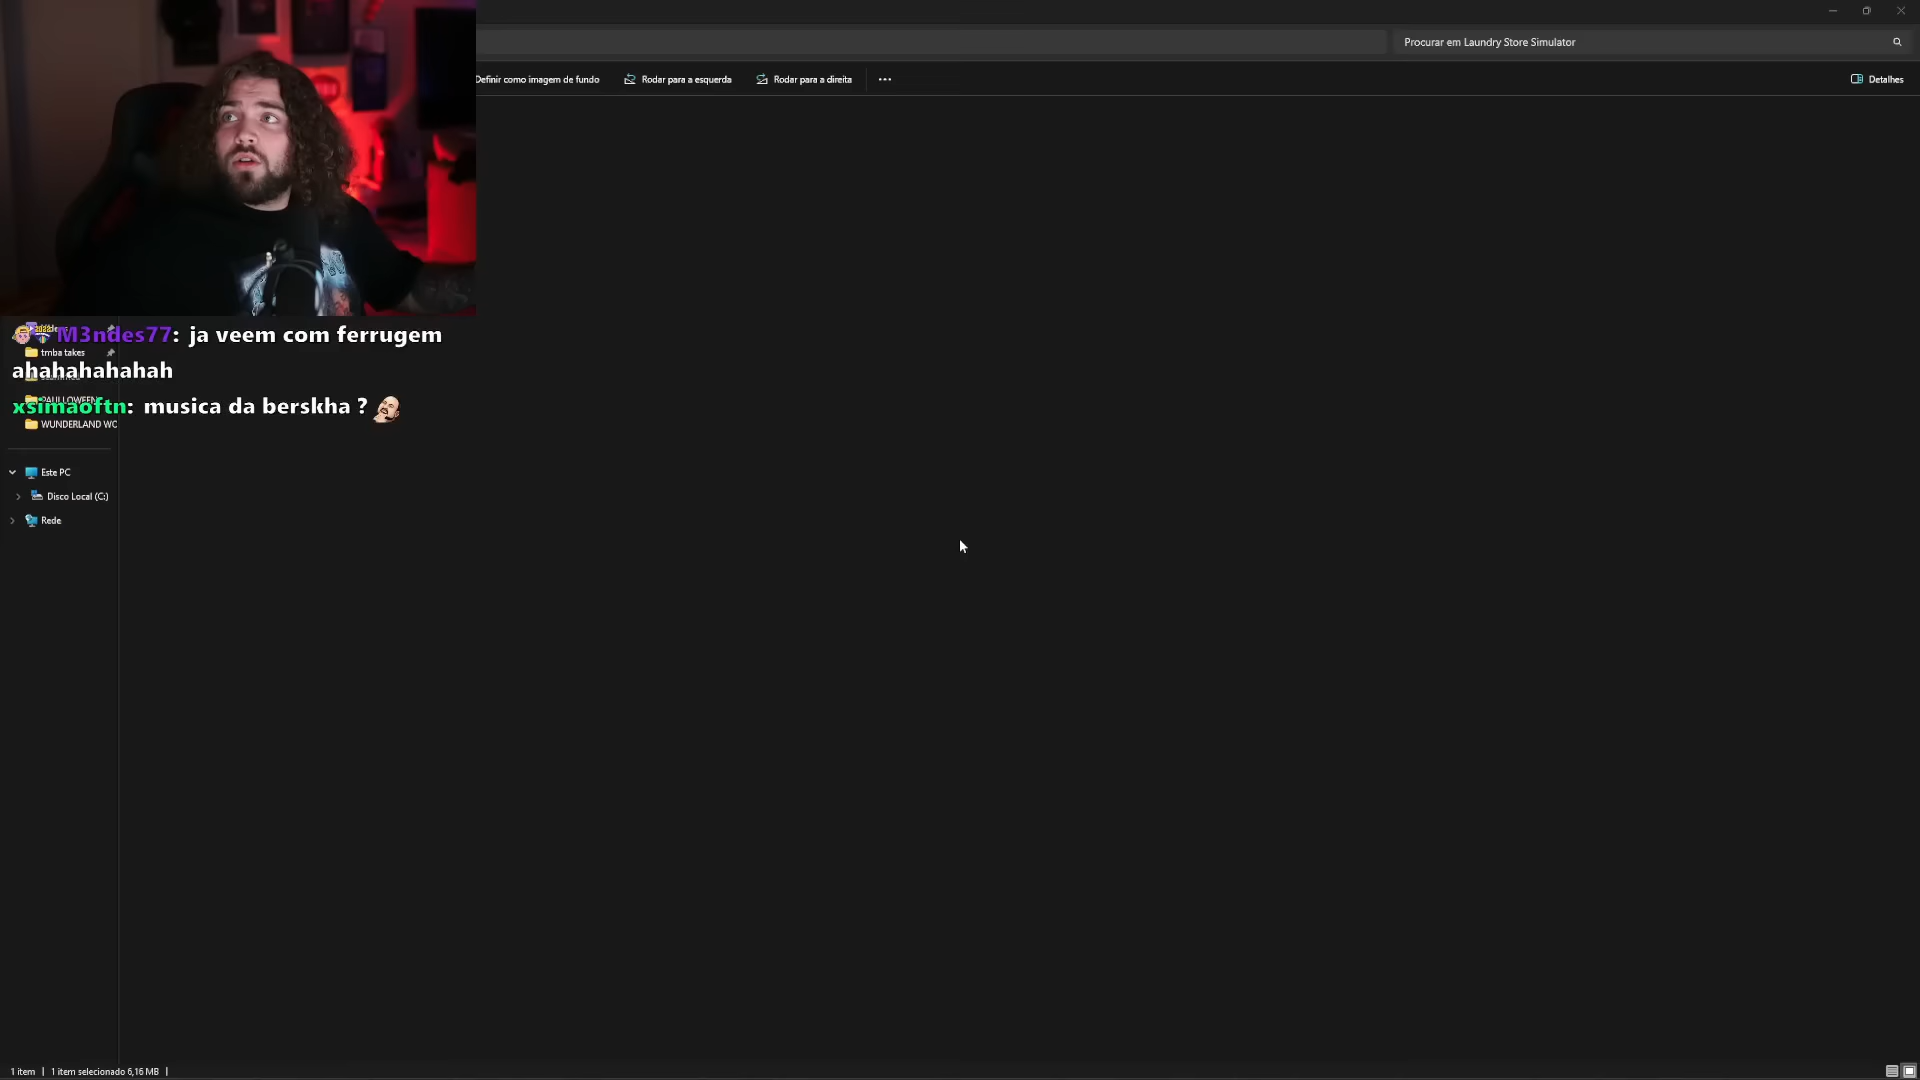 Procurar em Laundry Store Simulator
Definir como imagem de fundo
Rodar para a esquerda
Rodar para a direita
Detalhes
M3ndes77: ja veem com ferrugem
tmba takes
ahahahahahah
xsimaoftn: musica da berskha ?
WUNDERLAND WO
Este PC
Disco Local (C:)
Rede
1 item
1 item selecionado 6,16 MB